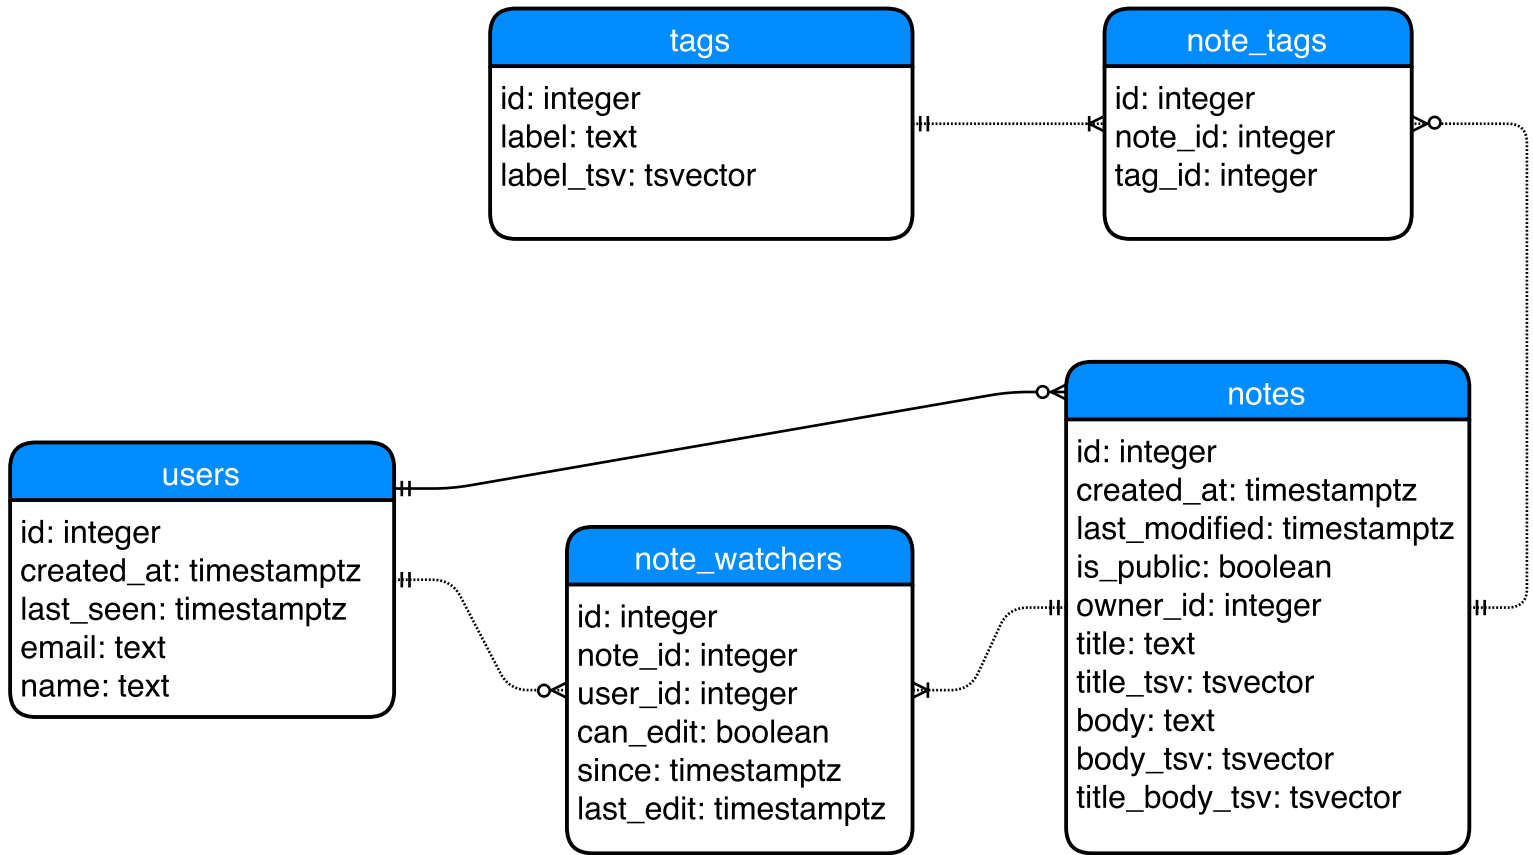 tags
id: integer
label: text
label_tsv: tsvector
note_tags
id: integer
note_id: integer
tag_id: integer
users
id: integer
created_at: timestamptz
last_seen: timestamptz
email: text
name: text
note_watchers
id: integer
note_id: integer
user_id: integer
can_edit: boolean
since: timestamptz
last_edit: timestamptz
notes
id: integer
created_at: timestamptz
last_modified: timestamptz
is_public: boolean
owner_id: integer
title: text
title_tsv: tsvector
body: text
body_tsv: tsvector
title_body_tsv: tsvector